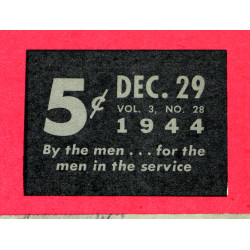 5¢ DEC. 29
VOL. 3, NO. 28
1944
By the men ... for the
men in the service